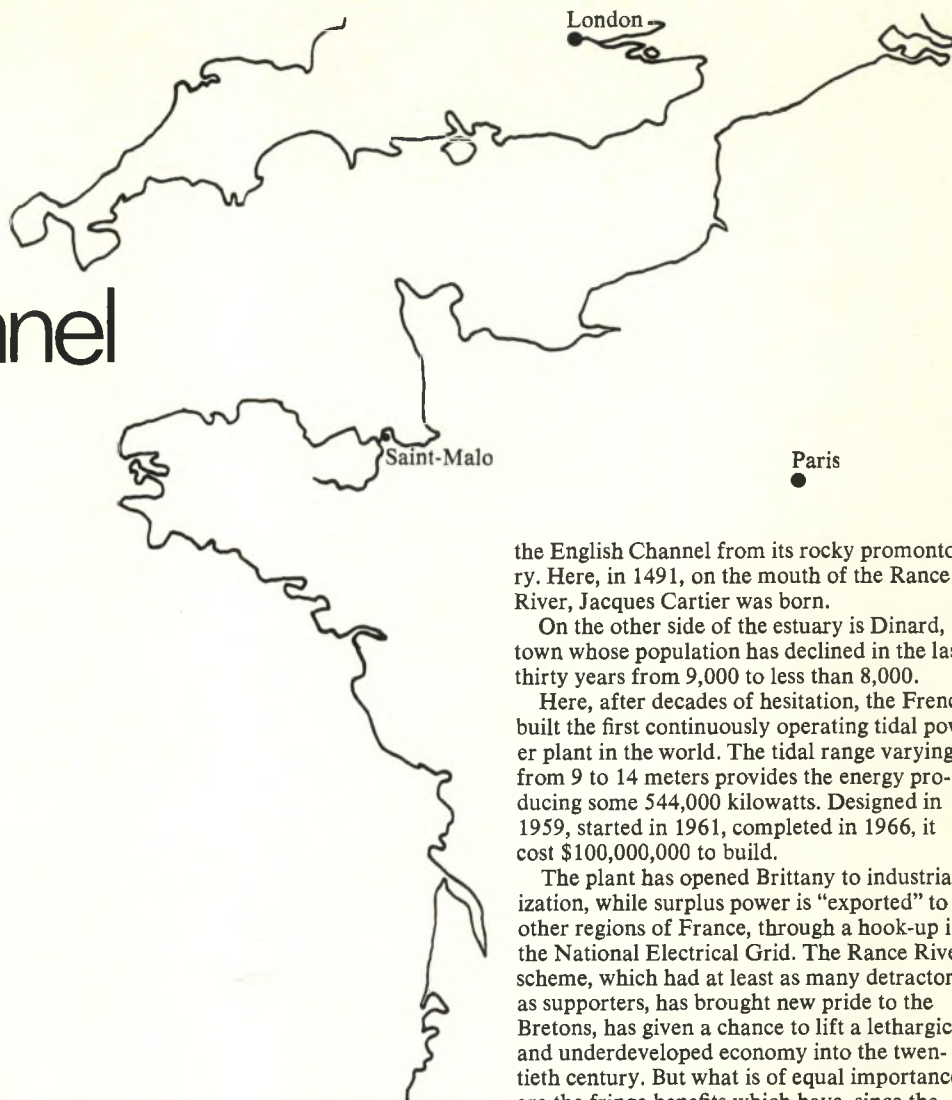 London
nnel
Saint-Malo
Paris
the English Channel from its rocky promonto-
ry. Here, in 1491, on the mouth of the Rance
River, Jacques Cartier was born.
On the other side of the estuary is Dinard,
town whose population has declined in the
thirty years from 9,000 to less than 8,000.
Here, after decades of hesitation, the
built the first continuously operating tidal
er plant in the world. The tidal range varying
from 9 to 14 meters provides the energy pro-
ducing some 544,000 kilowatts. Designed in
1959, started in 1961, completed in 1966, it
cost $100,000,000 to build.
The plant has opened Brittany to
ization, while surplus power is “exported” to
other regions of France, through a hook-up
the National Electrical Grid. The Rance
scheme, which had at least as many
as supporters, has brought new pride to the
Bretons, has given a chance to lift a lethargic
and underdeveloped economy into the twen-
tieth century. But what is of equal
are the fringe benefits which have, since the